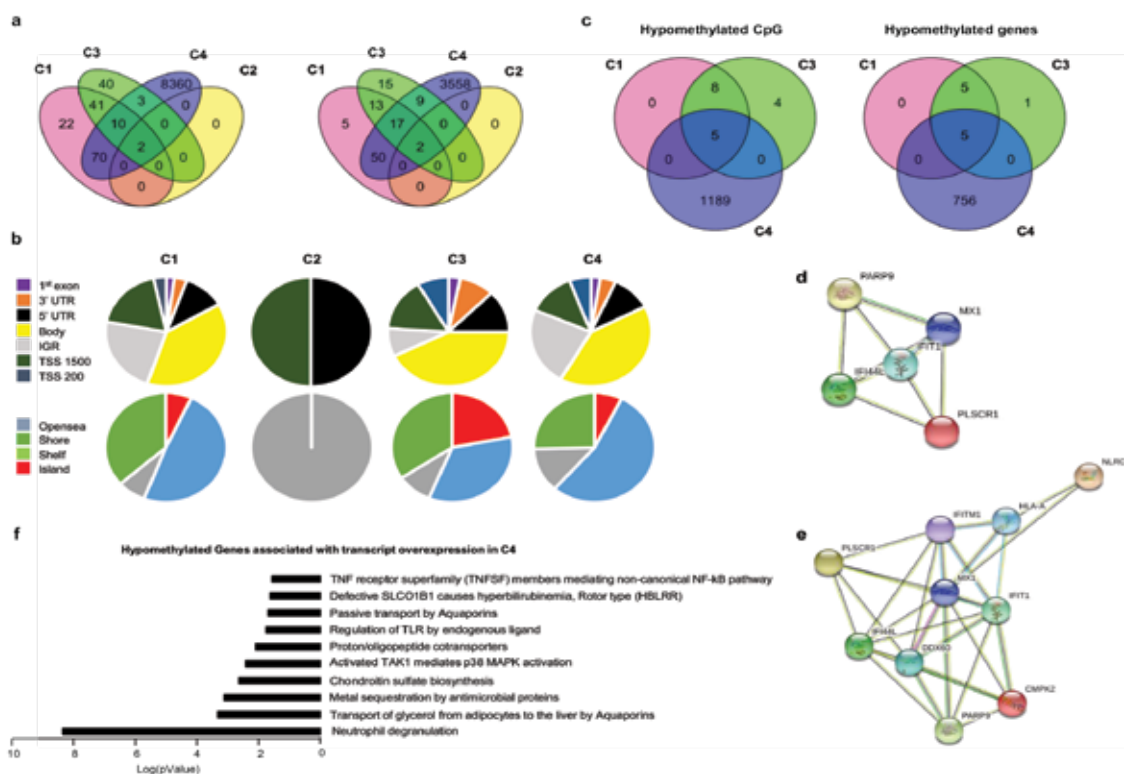 a
C1
C3
C4
C2
40
8360
41
3
0
0
22
10
0
2
0
70
0
0
0
C1
C3
C4
C2
15
3558
13
9
0
0
5
17
0
2
0
50
0
0
0
c
Hypomethylated CpG
C1
C3
8
0
4
5
0
0
1189
C4
Hypomethylated genes
C1
C3
5
0
1
5
0
0
756
C4
b
C1
C2
C3
C4
1st exon
3' UTR
5' UTR
Body
IGR
TSS 1500
TSS 200
Opensea
Shore
Shelf
Island
d
PARP9
MX1
IFIT1
IFI44L
PLSCR1
e
NLRC
HLA-A
IFITM1
PLSCR1
MX1
IFIT1
IFI44L
DDX60
CMPK2
PARP9
f
Hypomethylated Genes associated with transcript overexpression in C4
TNF receptor superfamily (TNFSF) members mediating non-canonical NF-kB pathway
Defective SLCO1B1 causes hyperbilirubinemia, Rotor type (HBLRR)
Passive transport by Aquaporins
Regulation of TLR by endogenous ligand
Proton/oligopeptide cotransporters
Activated TAK1 mediates p38 MAPK activation
Chondroitin sulfate biosynthesis
Metal sequestration by antimicrobial proteins
Transport of glycerol from adipocytes to the liver by Aquaporins
Neutrophil degranulation
10
8
6
4
2
0
Log(pValue)